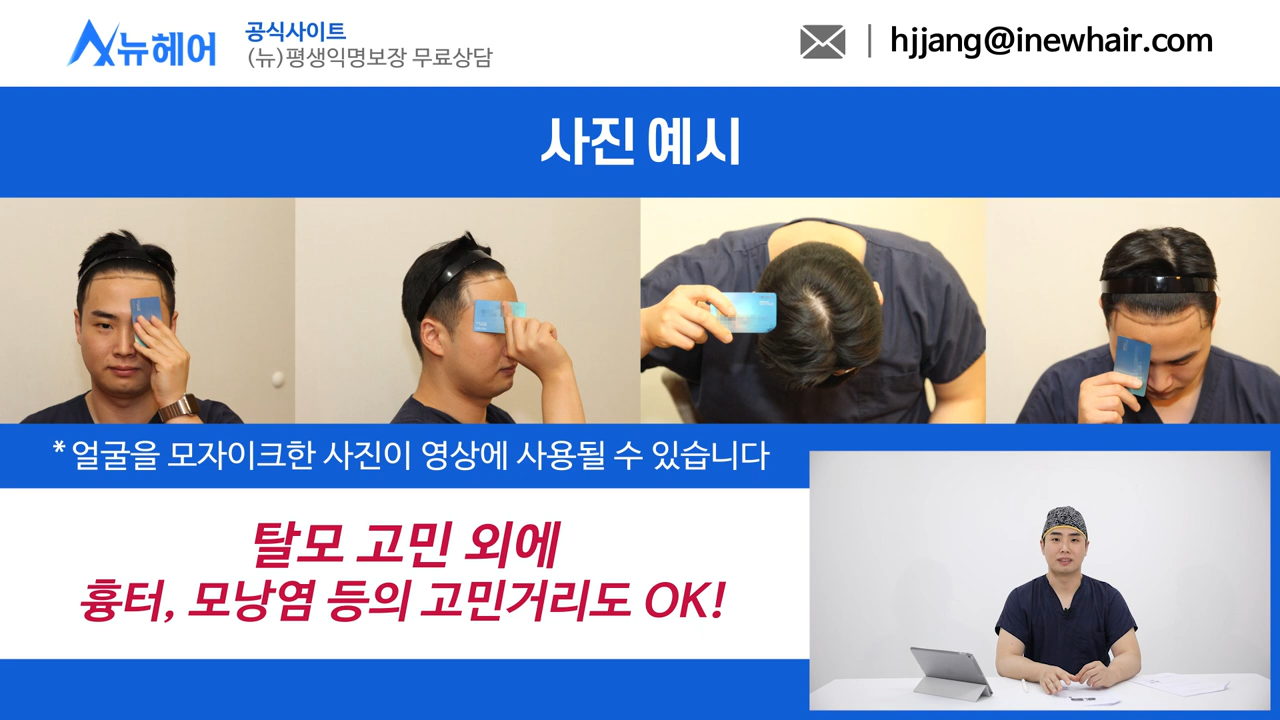 뉴헤어
공식사이트
(뉴)평생익명보장 무료상담
hjjang@inewhair.com
사진 예시
* 얼굴을 모자이크한 사진이 영상에 사용될 수 있습니다
탈모 고민 외에
흉터, 모낭염 등의 고민거리도 OK!